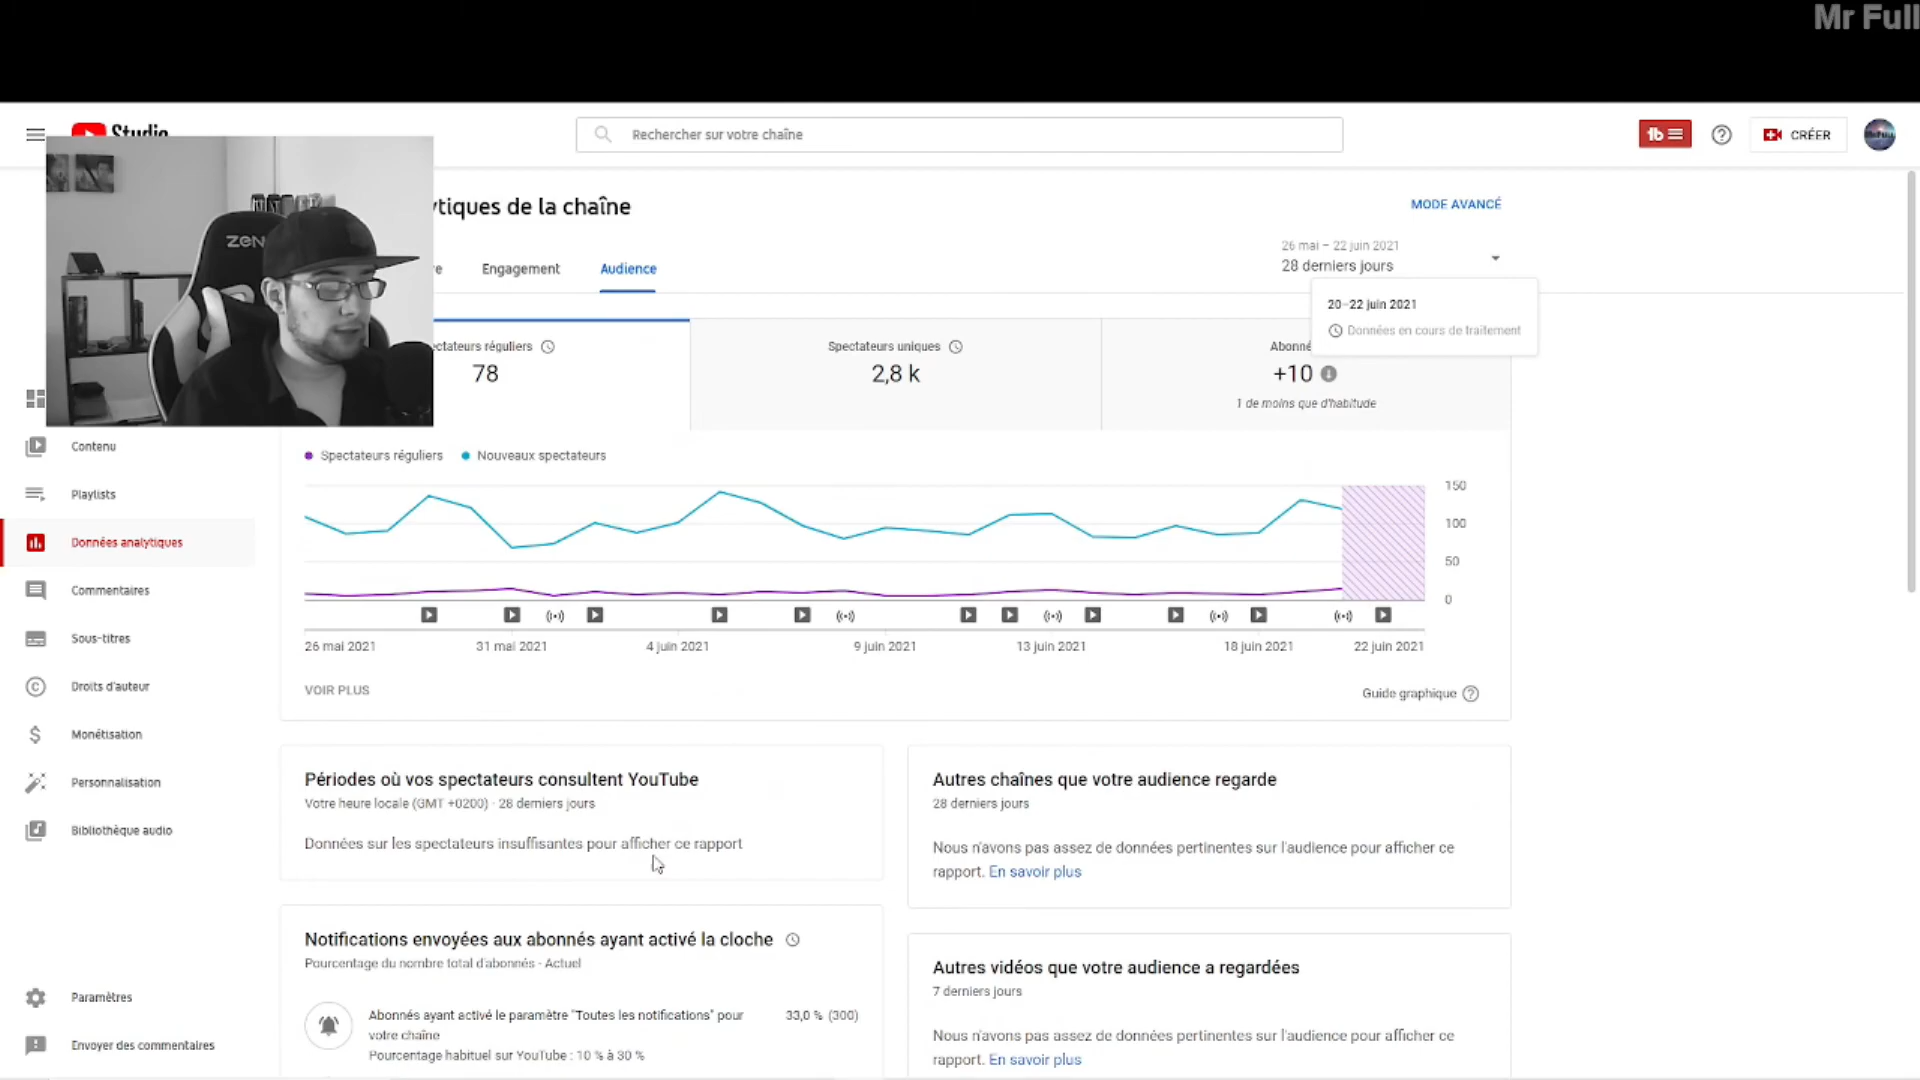 Mr Full
Studio
Rechercher sur votre chaîne
CRÉER
ZEN
tiques de la chaîne
MODE AVANCÉ
26 mai – 22 juin 2021
28 derniers jours
re
Engagement
Audience
20–22 juin 2021
Données en cours de traitement
ectateurs réguliers
78
Spectateurs uniques
2,8 k
Abonné
+10
1 de moins que d'habitude
Spectateurs réguliers
Nouveaux spectateurs
150
100
50
0
26 mai 2021
31 mai 2021
4 juin 2021
9 juin 2021
13 juin 2021
18 juin 2021
22 juin 2021
VOIR PLUS
Guide graphique
Contenu
Playlists
Données analytiques
Commentaires
Sous-titres
Droits d'auteur
Monétisation
Personnalisation
Bibliothèque audio
Paramètres
Envoyer des commentaires
Périodes où vos spectateurs consultent YouTube
Votre heure locale (GMT +0200) · 28 derniers jours
Données sur les spectateurs insuffisantes pour afficher ce rapport
Autres chaînes que votre audience regarde
28 derniers jours
Nous n'avons pas assez de données pertinentes sur l'audience pour afficher ce
rapport. En savoir plus
Notifications envoyées aux abonnés ayant activé la cloche
Pourcentage du nombre total d'abonnés - Actuel
Abonnés ayant activé le paramètre "Toutes les notifications" pour
votre chaîne
33,0 % (300)
Pourcentage habituel sur YouTube : 10 % à 30 %
Autres vidéos que votre audience a regardées
7 derniers jours
Nous n'avons pas assez de données pertinentes sur l'audience pour afficher ce
rapport. En savoir plus